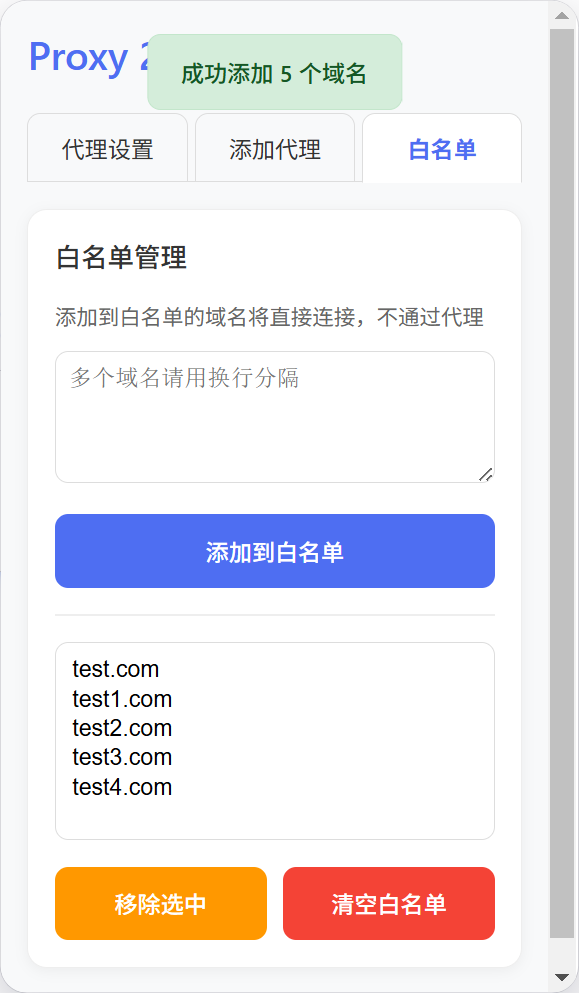 Proxy
成功添加 5 个域名
代理设置
添加代理
白名单
白名单管理
添加到白名单的域名将直接连接，不通过代理
多个域名请用换行分隔
添加到白名单
test.com
test1.com
test2.com
test3.com
test4.com
移除选中
清空白名单